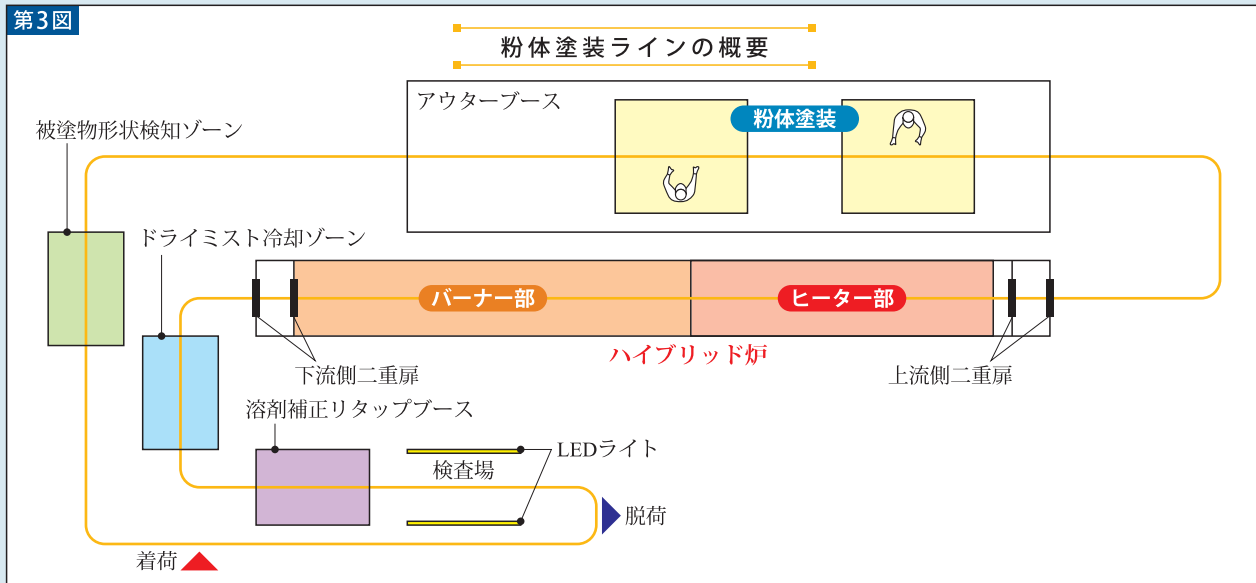 第3図
粉体塗装ラインの概要
アウターブース
粉体塗装
被塗物形状検知ゾーン
ドライミスト冷却ゾーン
バーナー部
ヒーター部
ハイブリッド炉
下流側二重扉
上流側二重扉
溶剤補正リタップブース
LEDライト
検査場
脱荷
着荷